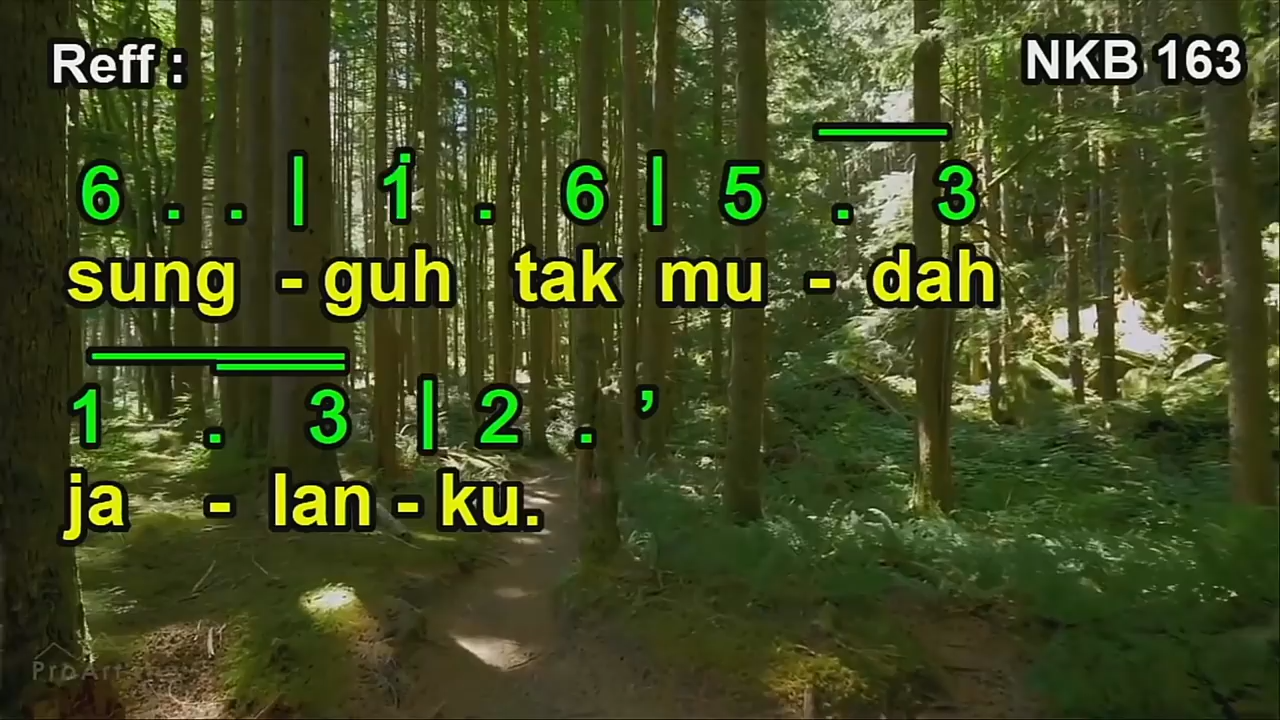 Reff :
NKB 163
6 . . | i . 6 | 5 . 3
sung - guh tak mu - dah
1 . 3 | 2 . ’
ja - lan - ku.